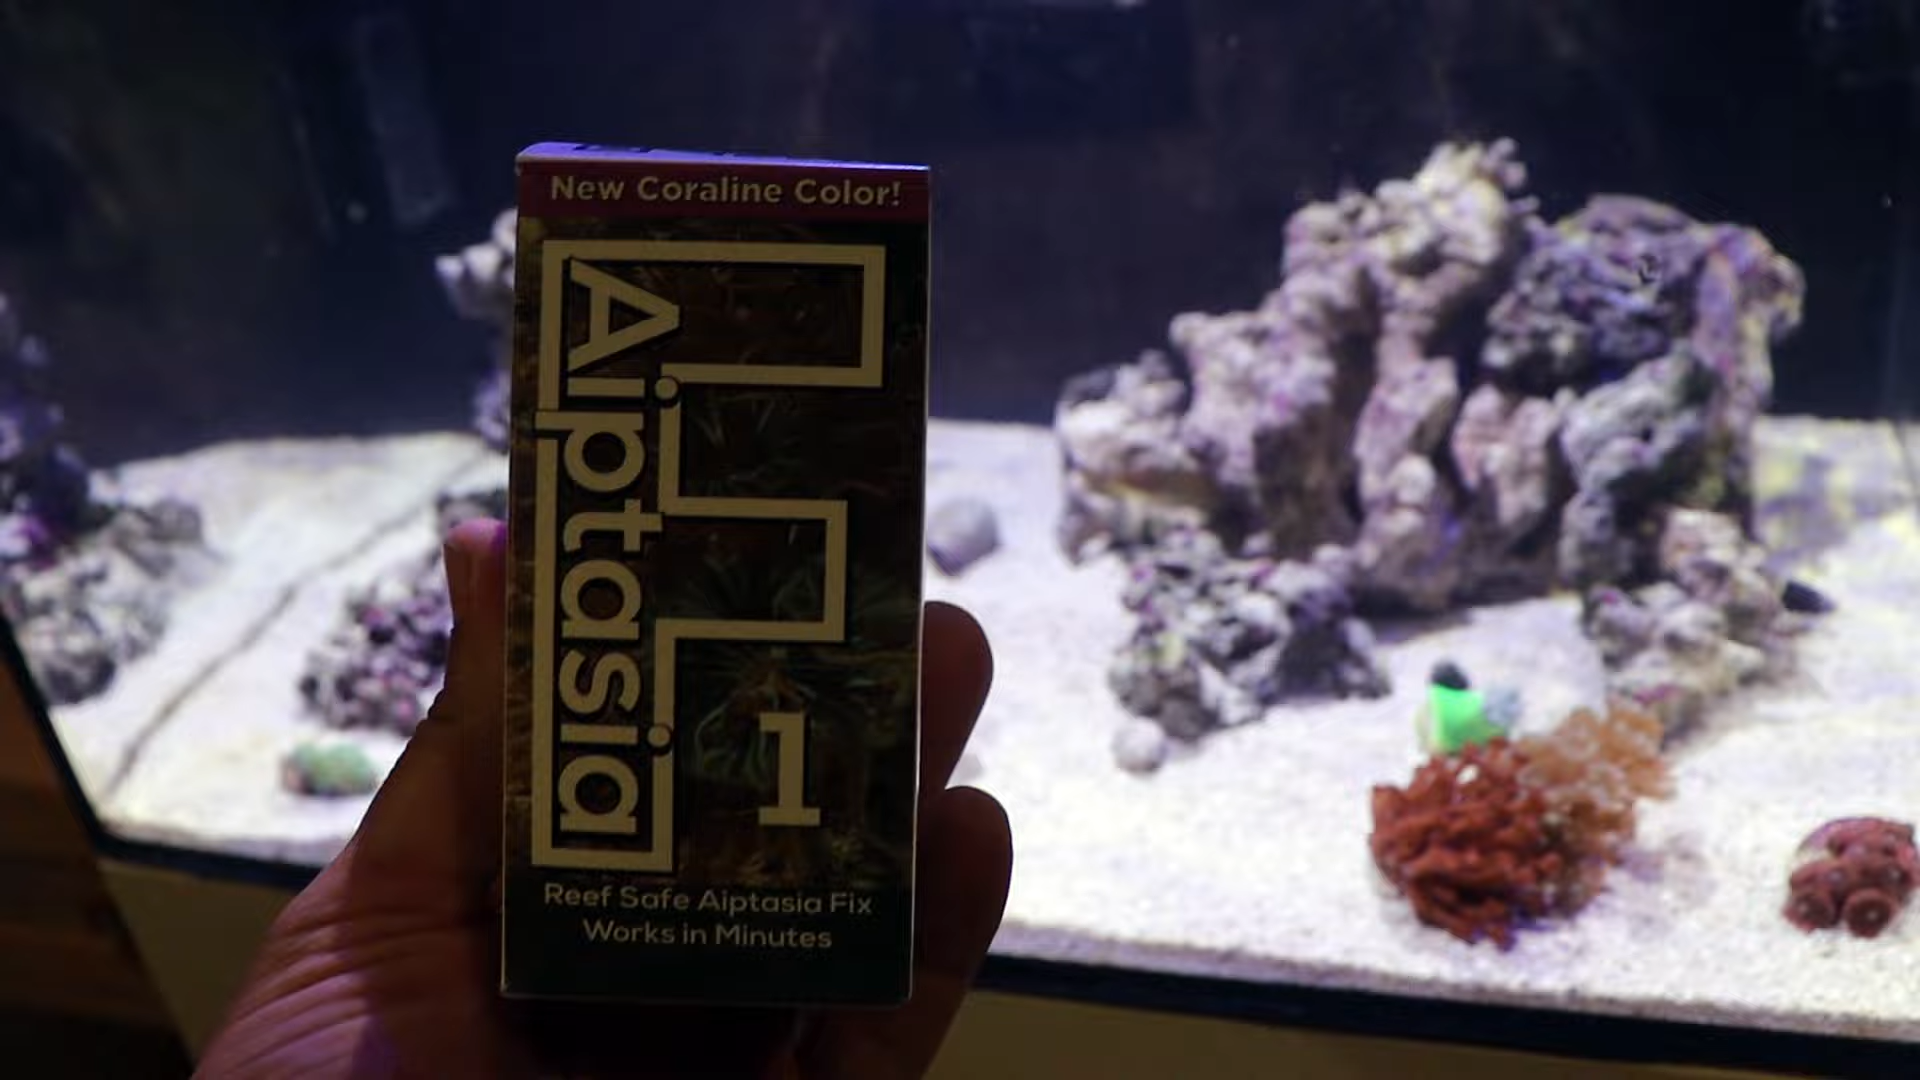 New Coraline Color!
Aiptasia
1
Reef Safe Aiptasia Fix
Works in Minutes